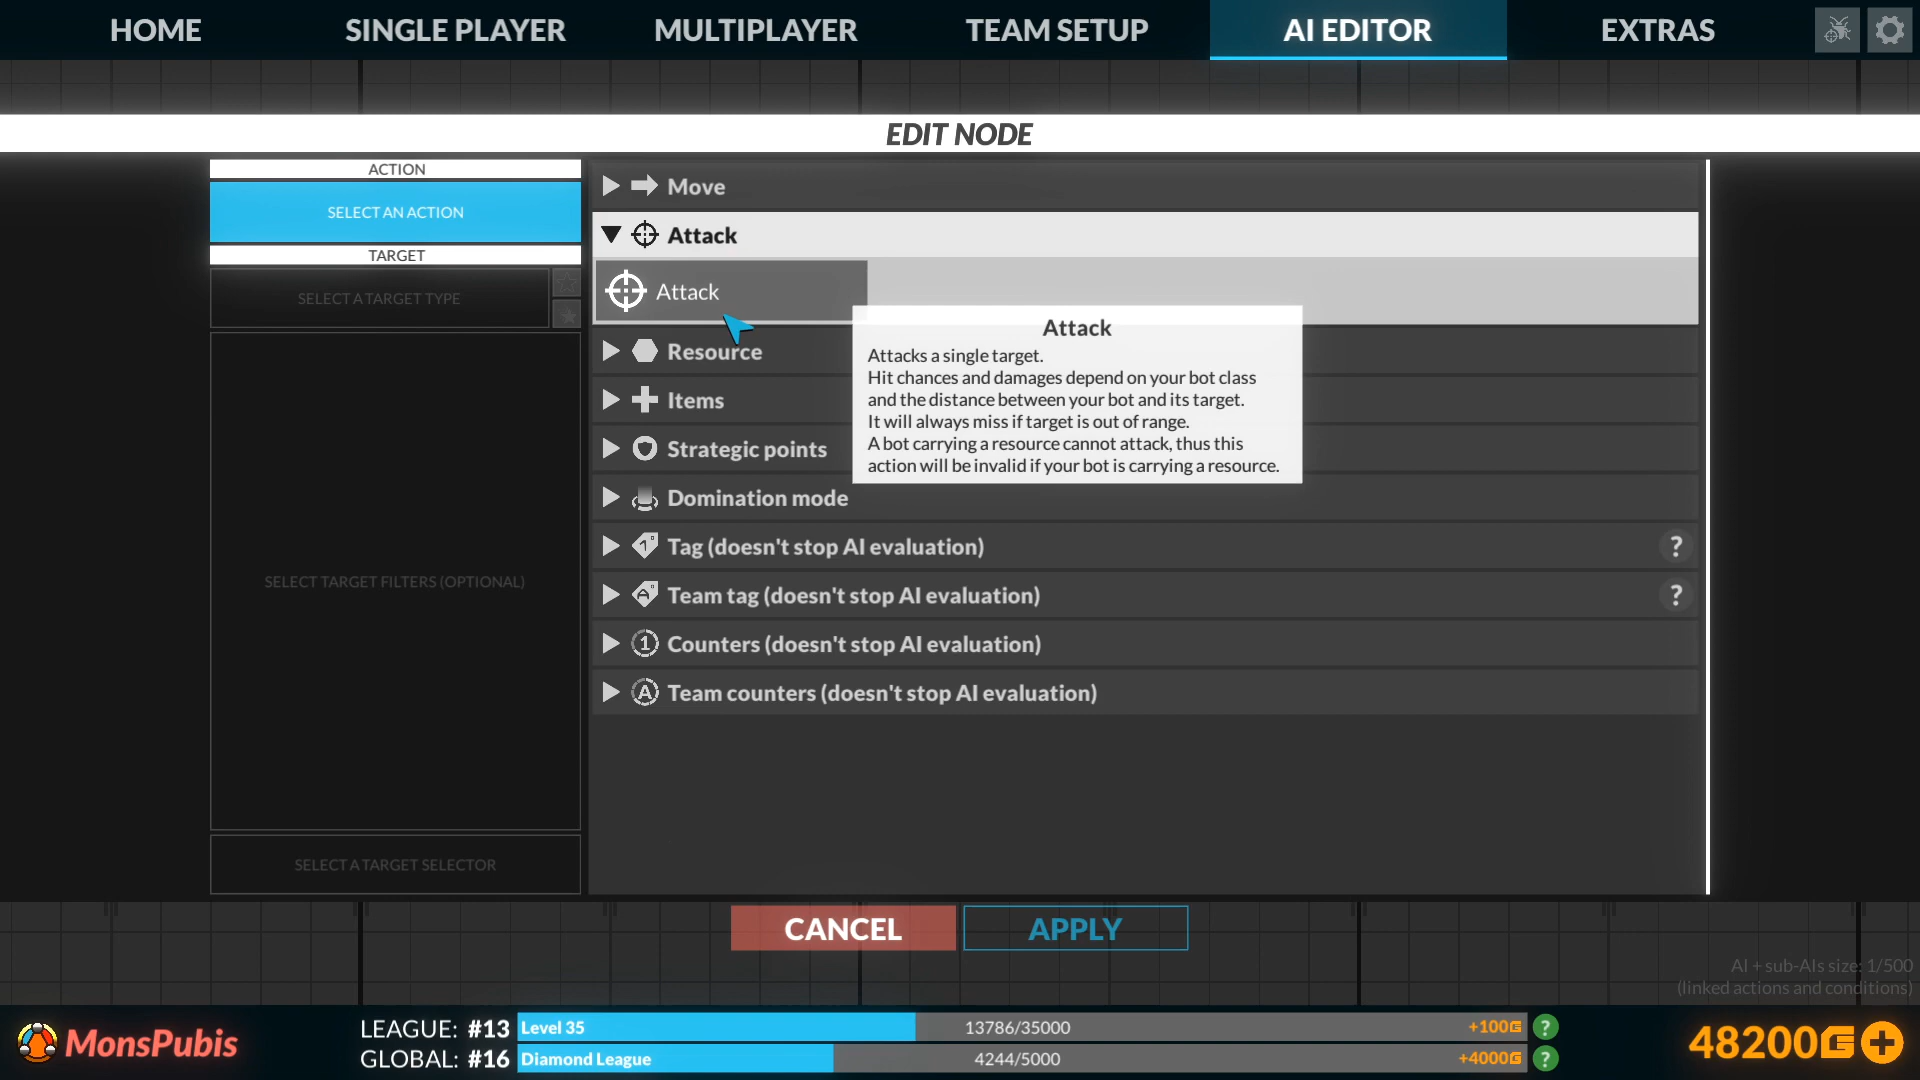 HOME
SINGLE PLAYER
MULTIPLAYER
TEAM SETUP
AI EDITOR
EXTRAS
EDIT NODE
ACTION
SELECT AN ACTION
TARGET
SELECT A TARGET TYPE
SELECT TARGET FILTERS (OPTIONAL)
SELECT A TARGET SELECTOR
Move
Attack
Attack
Resource
Items
Strategic points
Domination mode
Tag (doesn't stop AI evaluation)
?
Team tag (doesn't stop AI evaluation)
?
Counters (doesn't stop AI evaluation)
Team counters (doesn't stop AI evaluation)
Attack
Attacks a single target.
Hit chances and damages depend on your bot class
and the distance between your bot and its target.
It will always miss if target is out of range.
A bot carrying a resource cannot attack, thus this
action will be invalid if your bot is carrying a resource.
CANCEL
APPLY
AI + sub-AIs size: 1/500
(linked actions and conditions)
MonsPubis
LEAGUE: #13
Level 35
13786/35000
+100G
?
GLOBAL: #16
Diamond League
4244/5000
+4000G
?
48200G